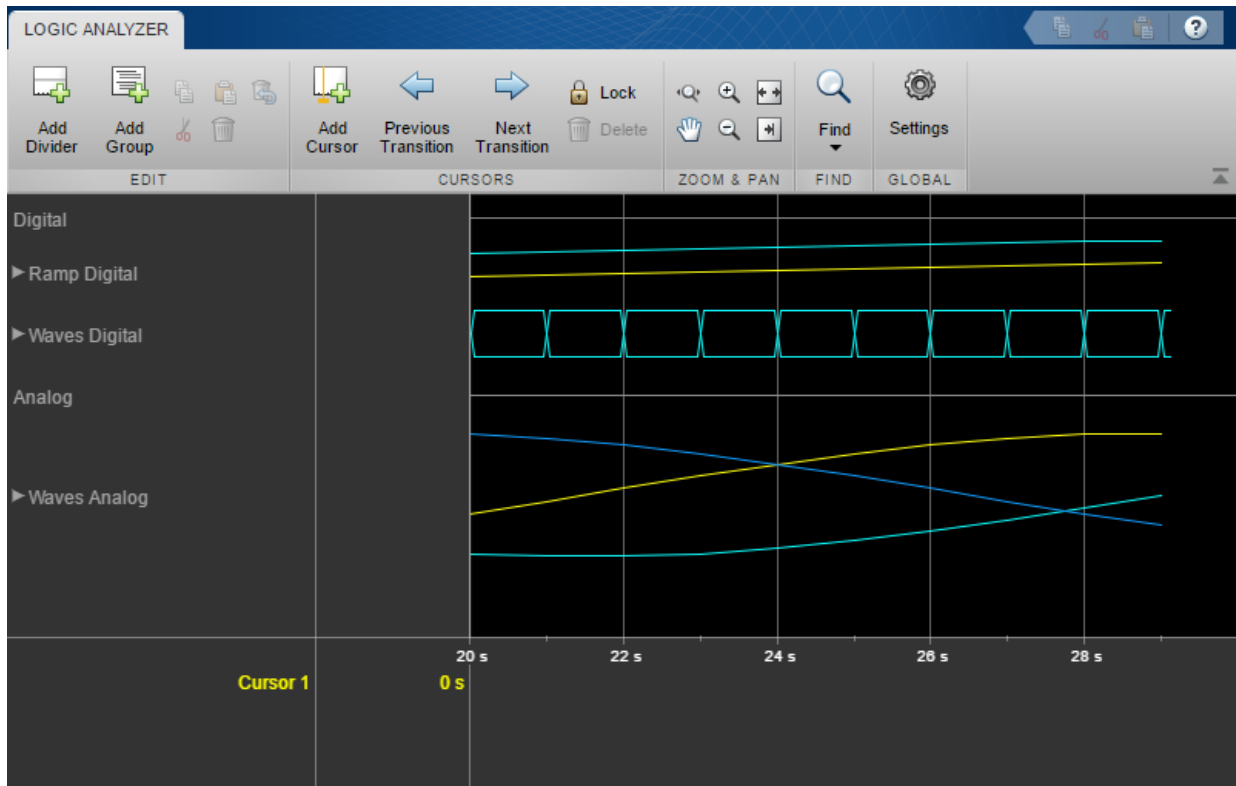 LOGIC ANALYZER
?
Add Divider
Add Group
Add Cursor
Previous Transition
Next Transition
Lock
Delete
Find
Settings
EDIT
CURSORS
ZOOM & PAN
FIND
GLOBAL
Digital
Ramp Digital
Waves Digital
Analog
Waves Analog
20 s 22 s 24 s 26 s 28 s
Cursor 1 0 s